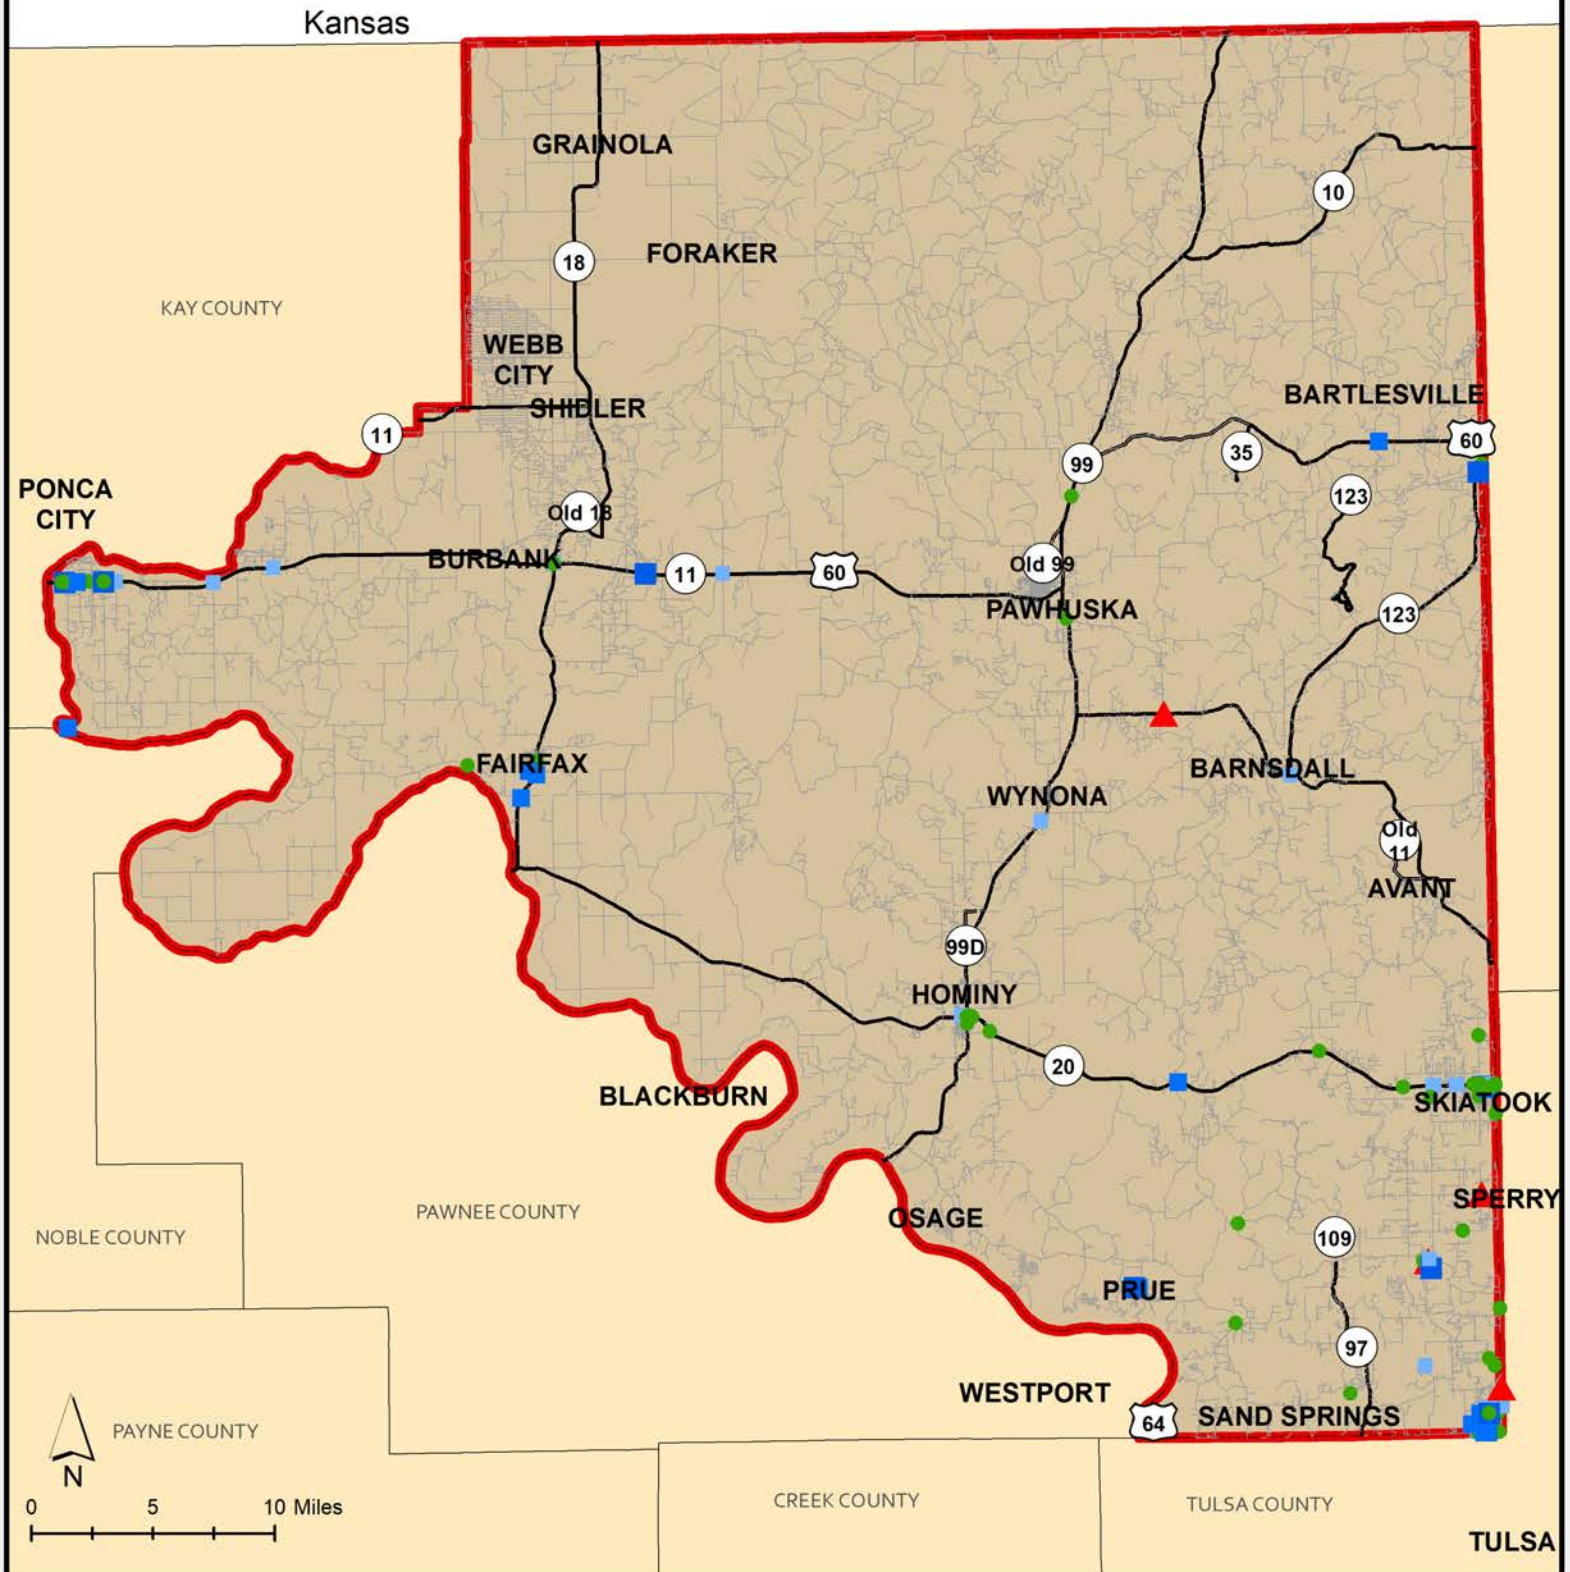 Kansas
GRAINOLA
10
18
FORAKER
KAY COUNTY
WEBB
CITY
BARTLESVILLE
SHIDLER
11
60
35
99
PONCA
CITY
123
Old 18
BURBANK
Old 99
11
60
PAWHUSKA
123
FAIRFAX
BARNSDALL
WYNONA
Old
11
AVANT
99D
HOMINY
20
BLACKBURN
SKIATOOK
SPERRY
PAWNEE COUNTY
OSAGE
NOBLE COUNTY
109
PRUE
97
WESTPORT
64
SAND SPRINGS
PAYNE COUNTY
N
CREEK COUNTY
TULSA COUNTY
0 5 10 Miles
TULSA